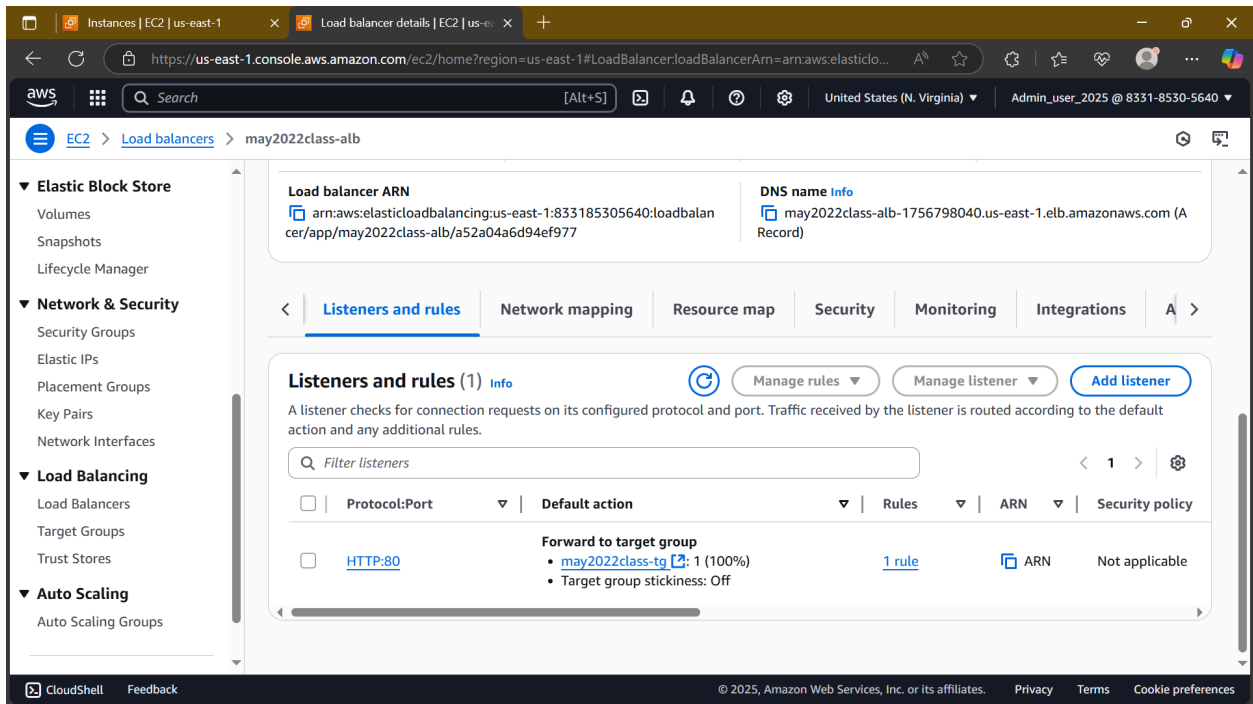 Instances | EC2 | us-east-1
Load balancer details | EC2 | us-ea
https://us-east-1.console.aws.amazon.com/ec2/home?region=us-east-1#LoadBalancer:loadBalancerArn=arn:aws:elasticlo...
aws
Search
[Alt+S]
United States (N. Virginia)
Admin_user_2025 @ 8331-8530-5640
EC2 > Load balancers > may2022class-alb
Elastic Block Store
Volumes
Snapshots
Lifecycle Manager
Network & Security
Security Groups
Elastic IPs
Placement Groups
Key Pairs
Network Interfaces
Load Balancing
Load Balancers
Target Groups
Trust Stores
Auto Scaling
Auto Scaling Groups
Load balancer ARN
arn:aws:elasticloadbalancing:us-east-1:833185305640:loadbalan
cer/app/may2022class-alb/a52a04a6d94ef977
DNS name Info
may2022class-alb-1756798040.us-east-1.elb.amazonaws.com (A
Record)
Listeners and rules
Network mapping
Resource map
Security
Monitoring
Integrations
A
Listeners and rules (1) Info
Manage rules
Manage listener
Add listener
A listener checks for connection requests on its configured protocol and port. Traffic received by the listener is routed according to the default
action and any additional rules.
Filter listeners
1
Protocol:Port
Default action
Rules
ARN
Security policy
HTTP:80
Forward to target group
• may2022class-tg : 1 (100%)
• Target group stickiness: Off
1 rule
ARN
Not applicable
CloudShell
Feedback
© 2025, Amazon Web Services, Inc. or its affiliates.
Privacy
Terms
Cookie preferences